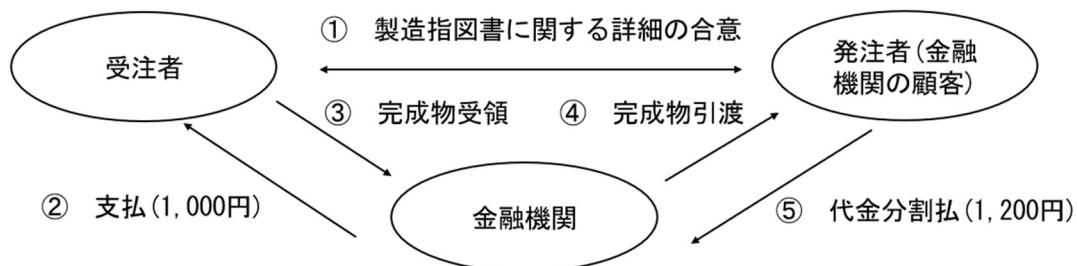 ① 製造指図書に関する詳細の合意
受注者
発注者(金融
機関の顧客)
③ 完成物受領
④ 完成物引渡
② 支払(1,000円)
金融機関
⑤ 代金分割払(1,200円)